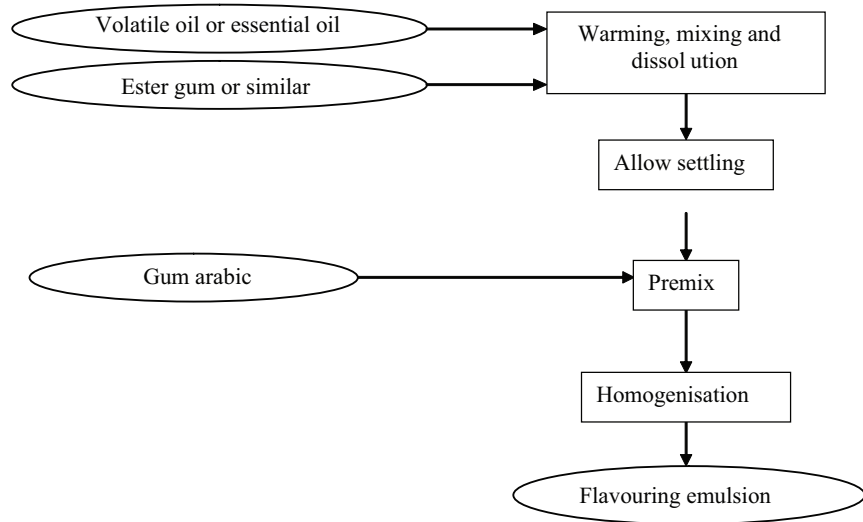 Volatile oil or essential oil
Warming, mixing and
dissol ution
Ester gum or similar
Allow settling
Gum arabic
Premix
Homogenisation
Flavouring emulsion